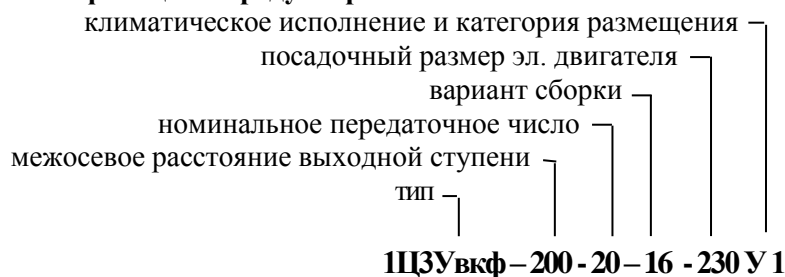 климатическое исполнение и категория размещения
посадочный размер эл. двигателя
вариант сборки
номинальное передаточное число
межосевое расстояние выходной ступени
тип
1Ц3Увкф – 200 - 20 – 16 - 230 У 1